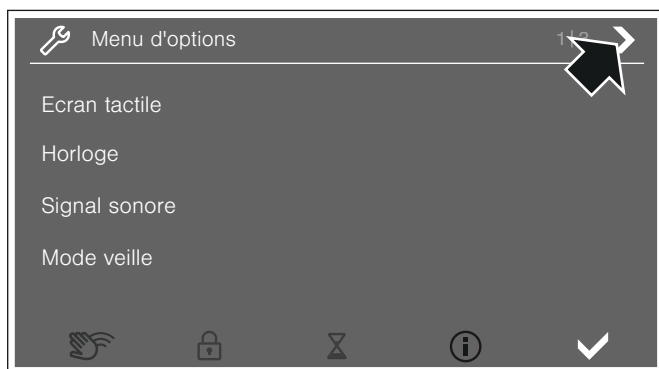 Menu d'options
Ecran tactile
Horloge
Signal sonore
Mode veille